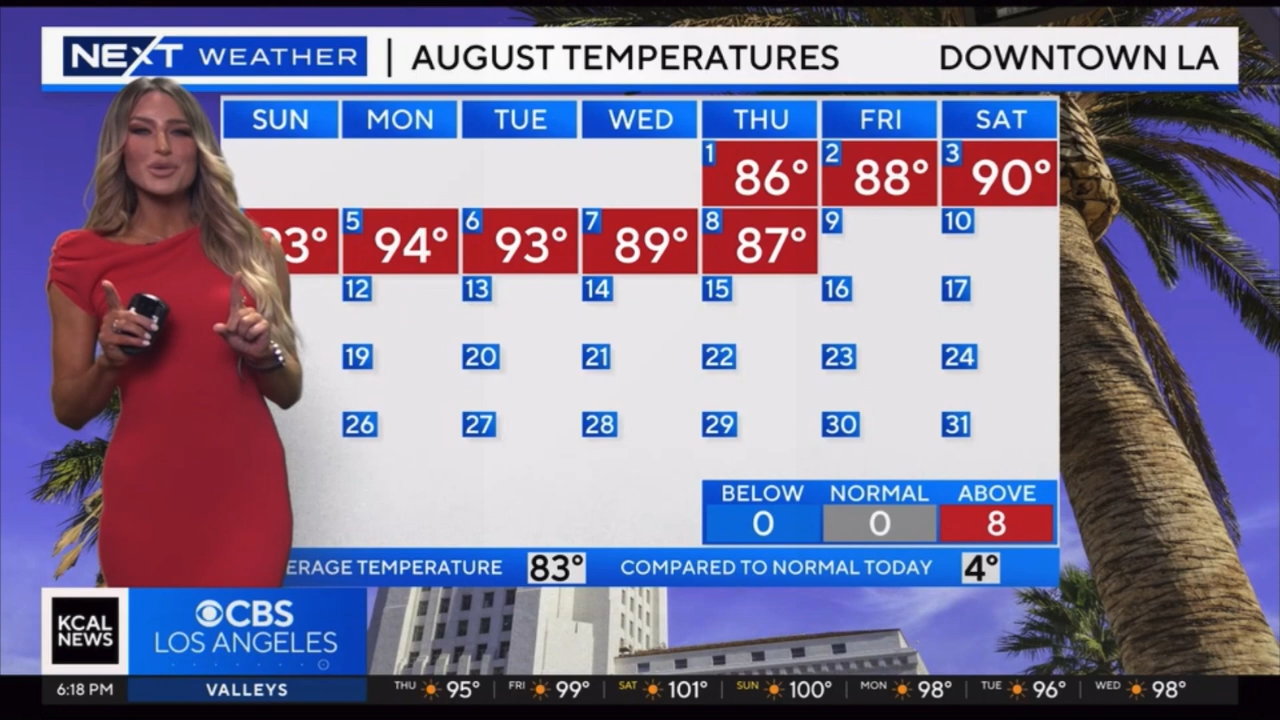 NEXT WEATHER | AUGUST TEMPERATURES DOWNTOWN LA
SUN MON TUE WED THU FRI SAT
1 86° 2 88° 3 90°
3° 5 94° 6 93° 7 89° 8 87° 9 10
12 13 14 15 16 17
19 20 21 22 23 24
26 27 28 29 30 31
BELOW NORMAL ABOVE
0 0 8
ERAGE TEMPERATURE 83° COMPARED TO NORMAL TODAY 4°
KCAL NEWS
CBS
LOS ANGELES
6:18 PM VALLEYS THU 95° FRI 99° SAT 101° SUN 100° MON 98° TUE 96° WED 98°